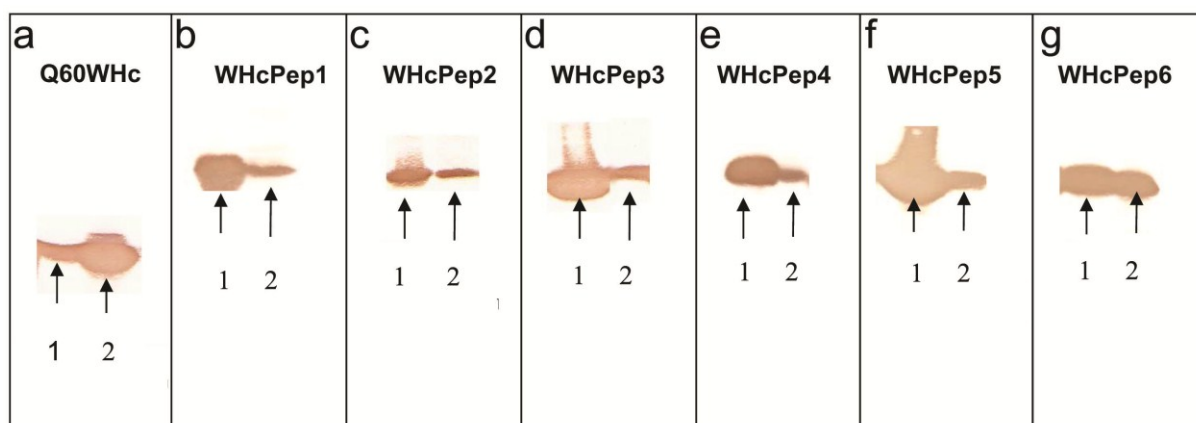 a
Q60WHc
1 2
b
WHcPep1
1 2
c
WHcPep2
1 2
d
WHcPep3
1 2
e
WHcPep4
1 2
f
WHcPep5
1 2
g
WHcPep6
1 2